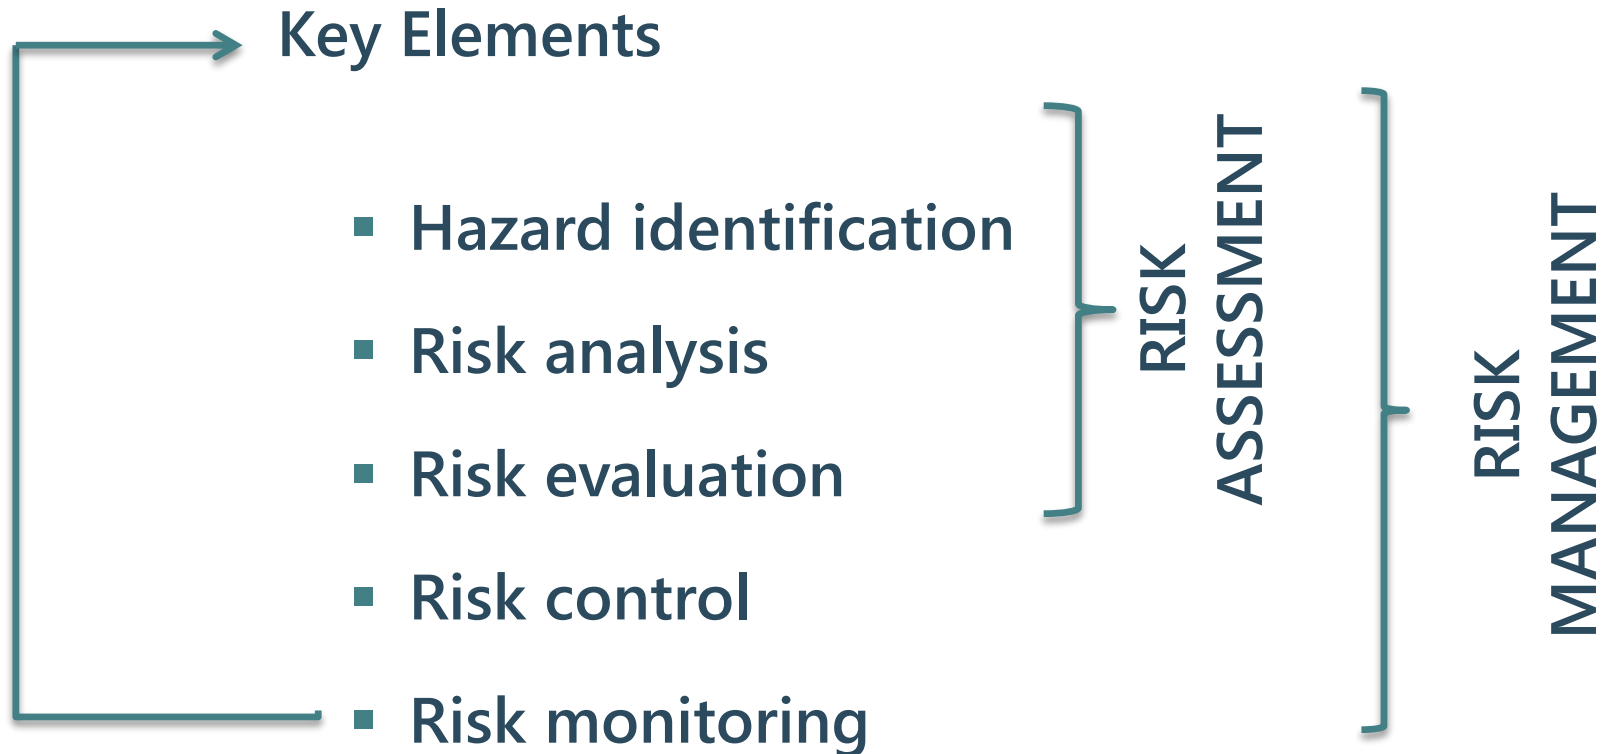 Key Elements
Hazard identification
Risk analysis
Risk evaluation
Risk control
Risk monitoring
RISK
ASSESSMENT
RISK
MANAGEMENT